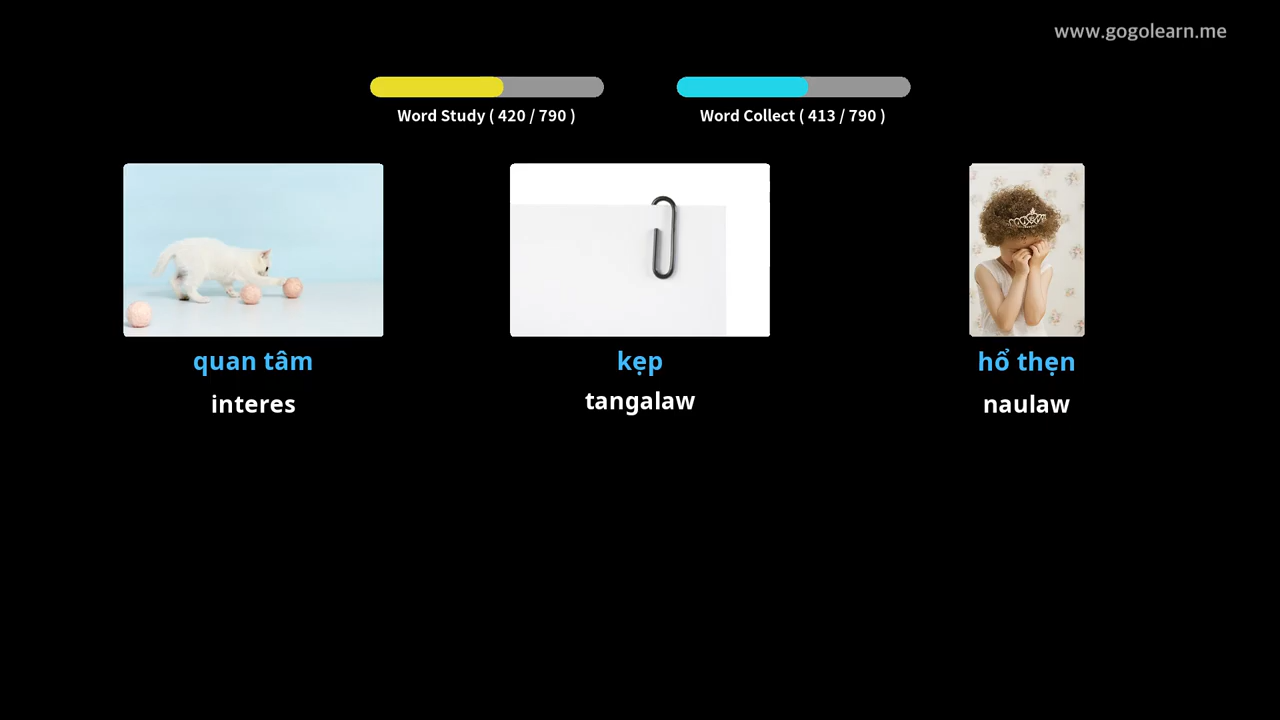 www.gogolearn.me
Word Study ( 420 / 790 )
Word Collect ( 413 / 790 )
quan tâm
kẹp
hổ thẹn
interes
tangalaw
naulaw